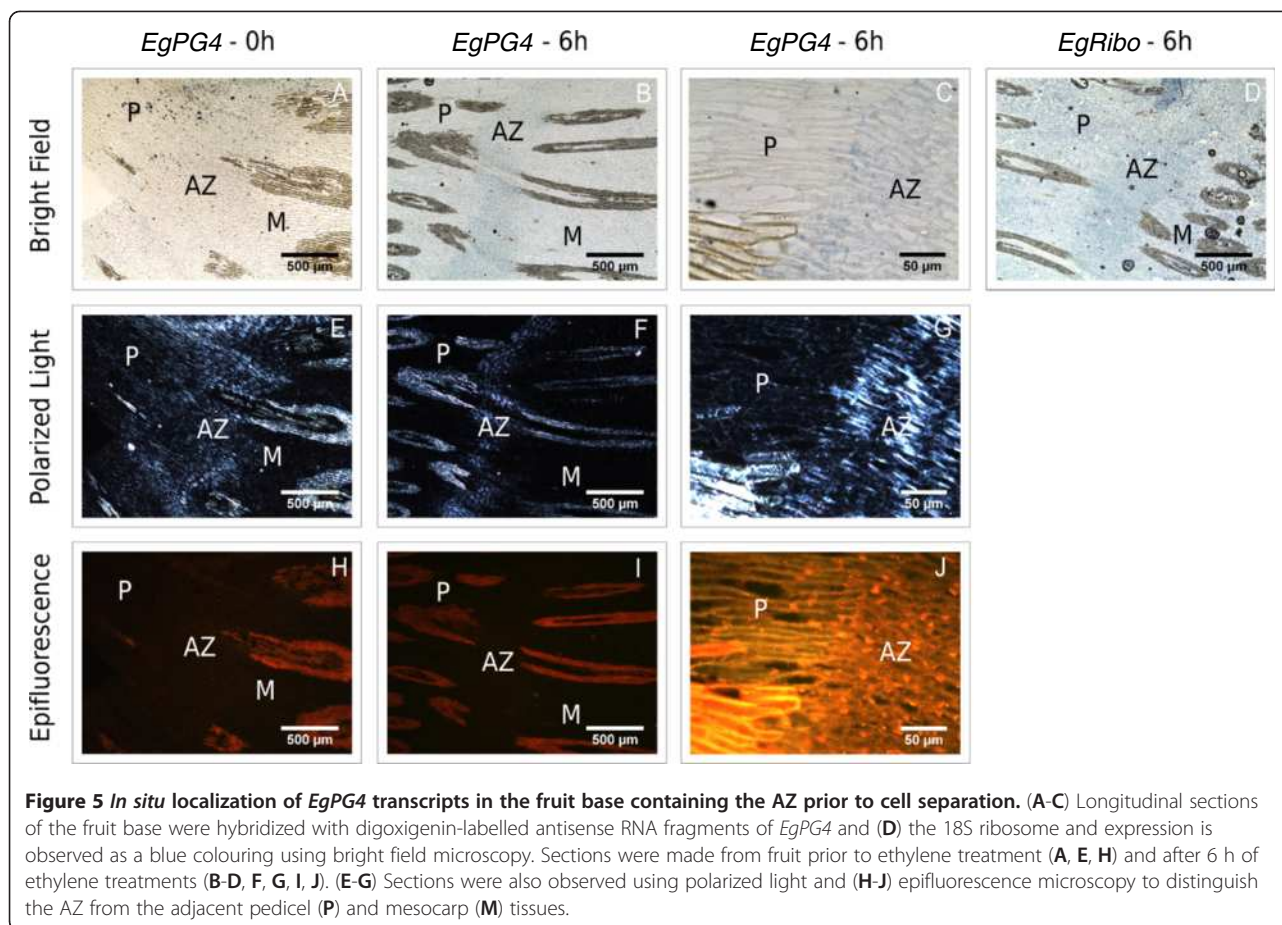 EgPG4 - 0h
EgPG4 - 6h
EgPG4 - 6h
EgRibo - 6h
Bright Field
P
AZ
M
A
500 µm
P
AZ
M
B
500 µm
P
AZ
C
50 µm
P
AZ
M
D
500 µm
Polarized Light
P
AZ
M
E
500 µm
P
AZ
M
F
500 µm
P
AZ
G
50 µm
Epifluorescence
P
AZ
M
H
500 µm
P
AZ
M
I
500 µm
P
AZ
J
50 µm
Figure 5 In situ localization of EgPG4 transcripts in the fruit base containing the AZ prior to cell separation. (A-C) Longitudinal sections
of the fruit base were hybridized with digoxigenin-labelled antisense RNA fragments of EgPG4 and (D) the 18S ribosome and expression is
observed as a blue colouring using bright field microscopy. Sections were made from fruit prior to ethylene treatment (A, E, H) and after 6 h of
ethylene treatments (B-D, F, G, I, J). (E-G) Sections were also observed using polarized light and (H-J) epifluorescence microscopy to distinguish
the AZ from the adjacent pedicel (P) and mesocarp (M) tissues.